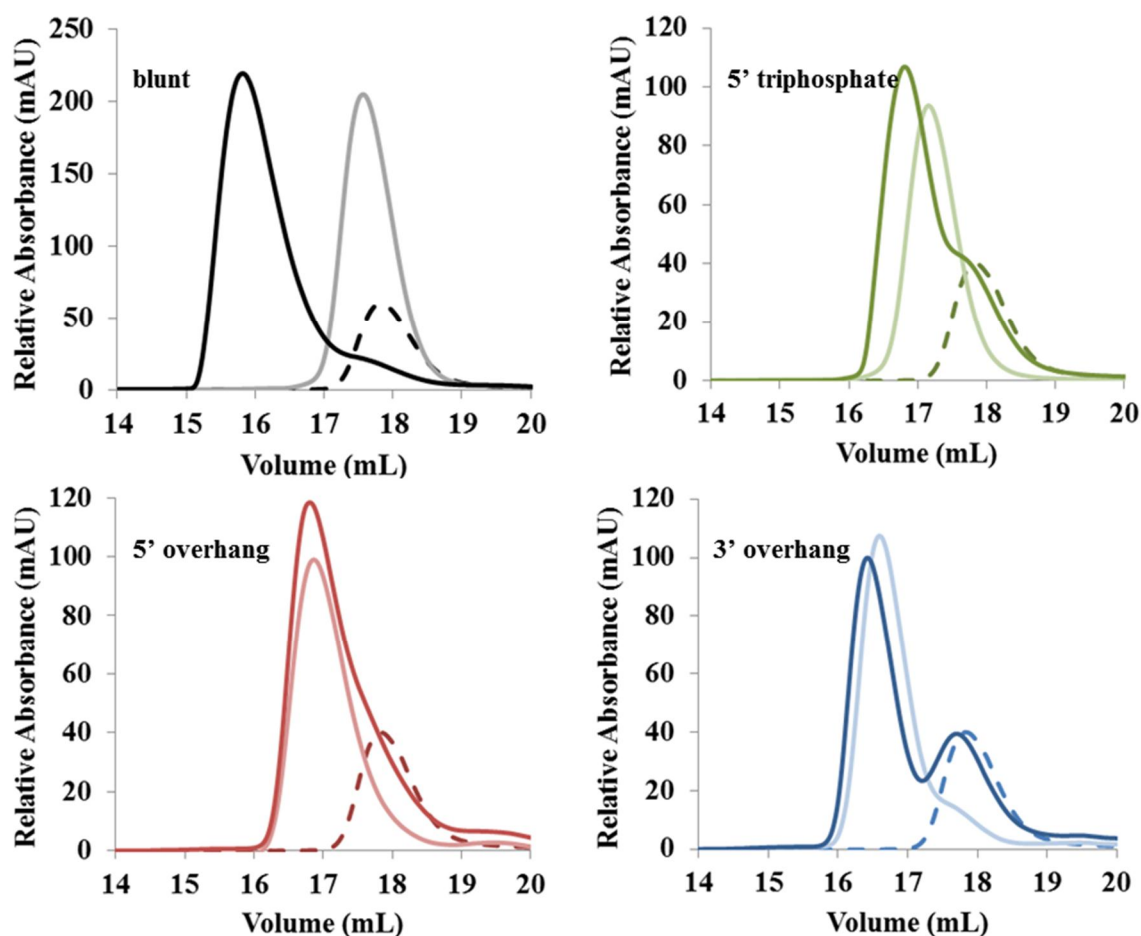 250
200
150
100
50
0
Relative Absorbance (mAU)
blunt
14 15 16 17 18 19 20
Volume (mL)
120
100
80
60
40
20
0
Relative Absorbance (mAU)
5’ triphosphate
14 15 16 17 18 19 20
Volume (mL)
120
100
80
60
40
20
0
Relative Absorbance (mAU)
5’ overhang
14 15 16 17 18 19 20
Volume (mL)
120
100
80
60
40
20
0
Relative Absorbance (mAU)
3’ overhang
14 15 16 17 18 19 20
Volume (mL)